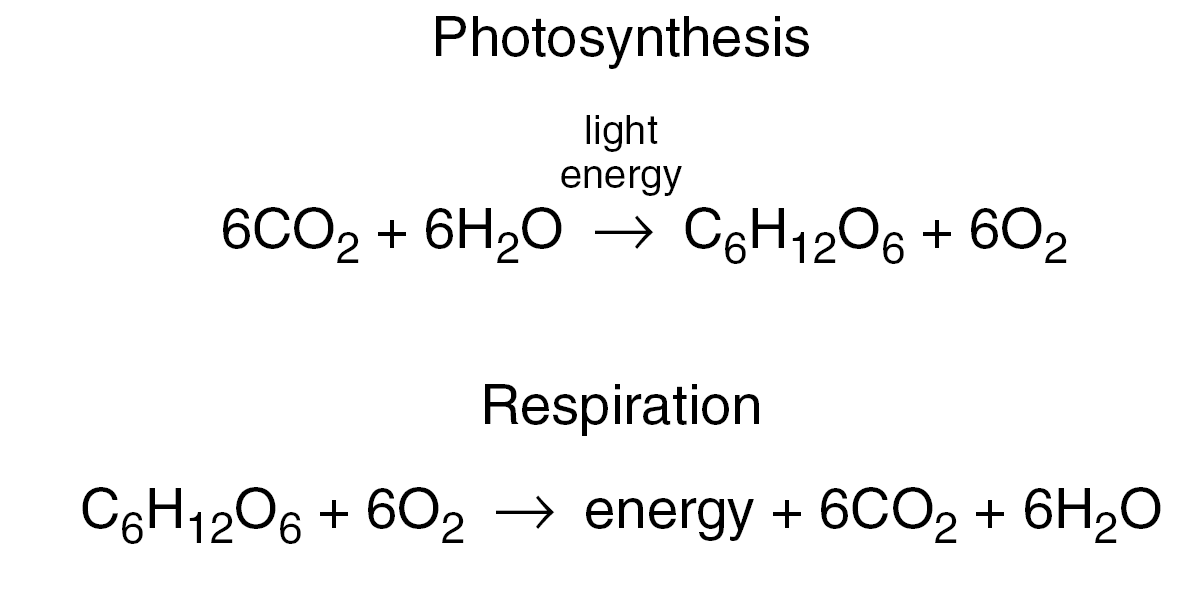 Photosynthesis
light
energy
6CO₂ + 6H₂O → C₆H₁₂O₆ + 6O₂
Respiration
C₆H₁₂O₆ + 6O₂ → energy + 6CO₂ + 6H₂O